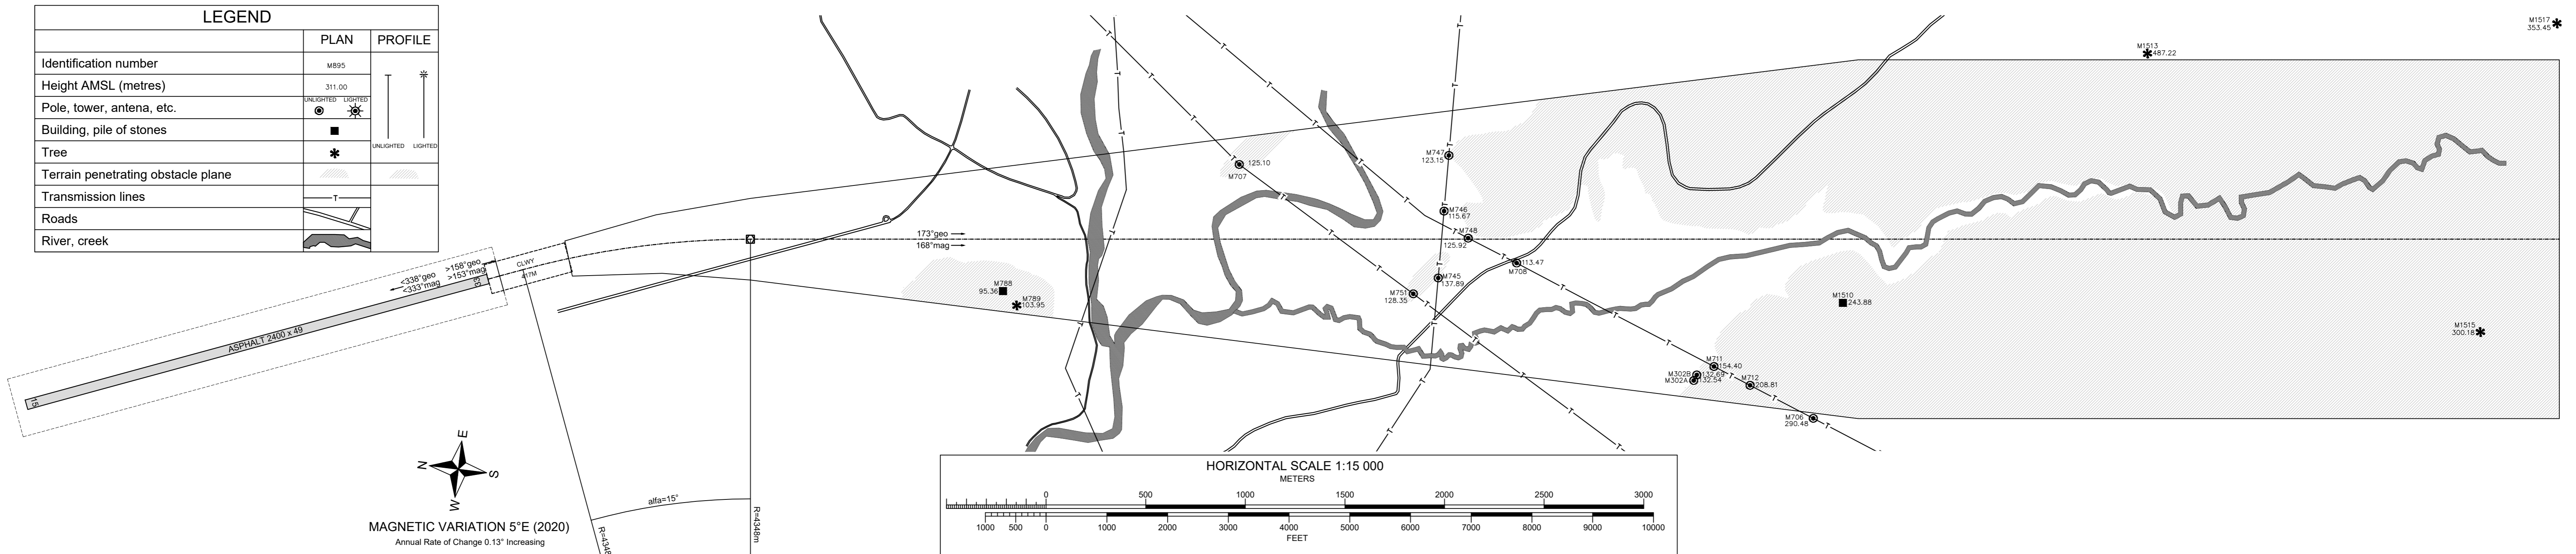 LEGEND
PLAN PROFILE
Identification number M895
Height AMSL (metres) 311.00
Pole, tower, antena, etc. UNLIGHTED LIGHTED
Building, pile of stones
Tree
UNLIGHTED LIGHTED
Terrain penetrating obstacle plane
Transmission lines T
Roads
River, creek
<338°geo
<333°mag
>158°geo
>153°mag
33
CLWY
417M
ASPHALT 2400 x 49
15
173°geo
168°mag
M788
95.36
M789
103.95
125.10
M707
M747
123.15
M746
115.67
M748
125.92
113.47
M708
M745
137.89
M751
128.35
M711
154.40
M302B 132.69
M302A 132.54
M712
208.81
M706
290.48
M1510
243.88
M1513
487.22
M1517
353.45
M1515
300.18
N E S W
MAGNETIC VARIATION 5°E (2020)
Annual Rate of Change 0.13° Increasing
alfa=15°
R=4348m
R=4348
HORIZONTAL SCALE 1:15 000
METERS
0 500 1000 1500 2000 2500 3000
1000 500 0 1000 2000 3000 4000 5000 6000 7000 8000 9000 10000
FEET